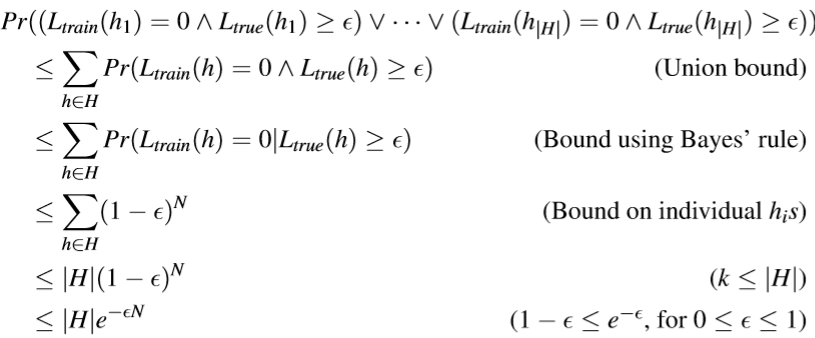 Pr((L_train(h_1) = 0 ∧ L_true(h_1) ≥ ϵ) ∨ ⋯ ∨ (L_train(h_|H|) = 0 ∧ L_true(h_|H|) ≥ ϵ))
≤ ∑_{h∈H} Pr(L_train(h) = 0 ∧ L_true(h) ≥ ϵ) (Union bound)
≤ ∑_{h∈H} Pr(L_train(h) = 0|L_true(h) ≥ ϵ) (Bound using Bayes' rule)
≤ ∑_{h∈H} (1 − ϵ)^N (Bound on individual h_i s)
≤ |H|(1 − ϵ)^N (k ≤ |H|)
≤ |H|e^{−ϵN} (1 − ϵ ≤ e^{−ϵ}, for 0 ≤ ϵ ≤ 1)